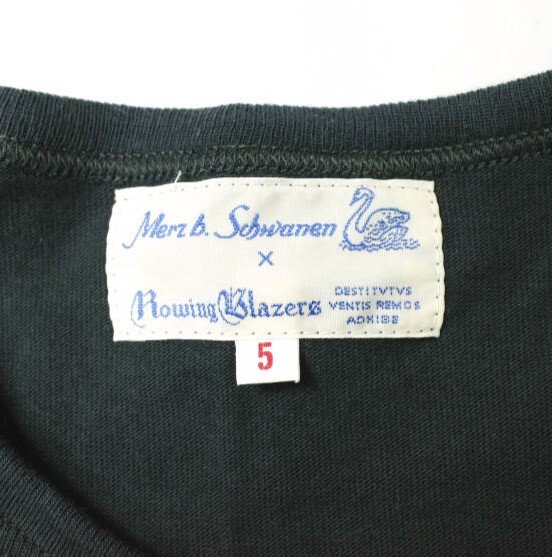 Merz b. Schwanen
×
Rowing Blazers
DESTITVTVS
VENTIS REMOS
ADHIBE
5